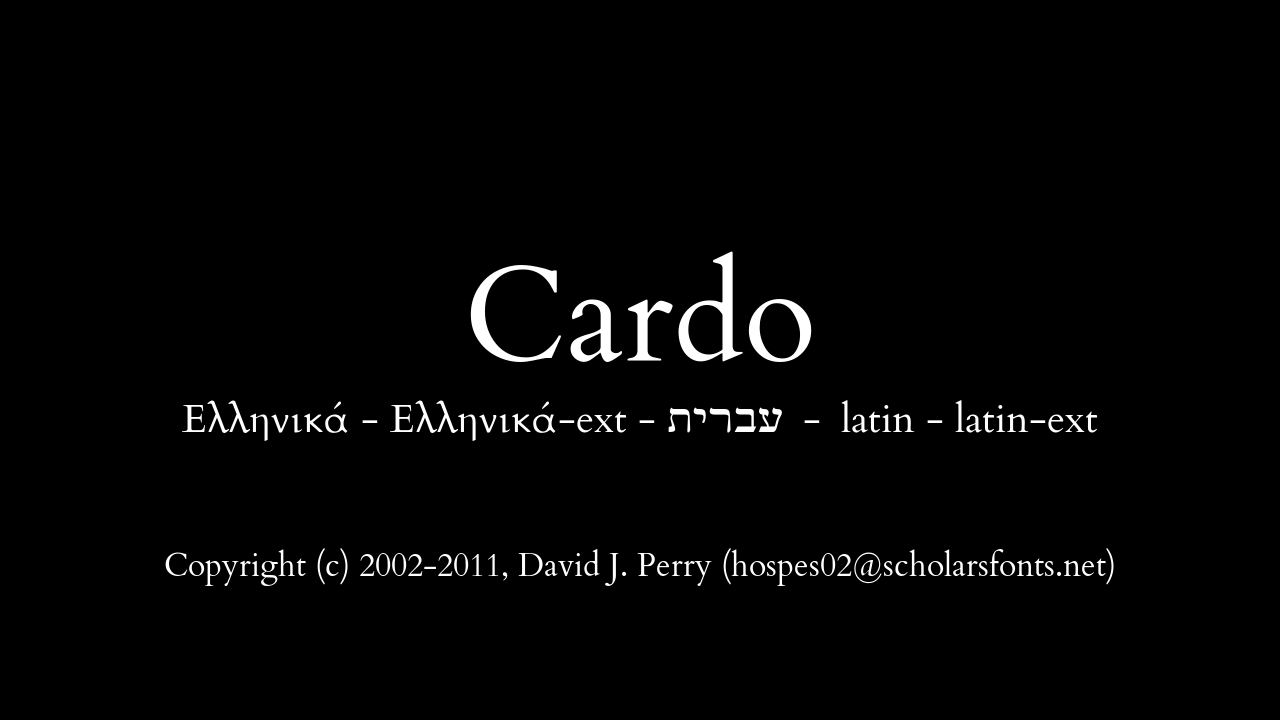 Cardo
Ελληνικά - Ελληνικά-ext - עברית - latin - latin-ext
Copyright (c) 2002-2011, David J. Perry (hospes02@scholarsfonts.net)